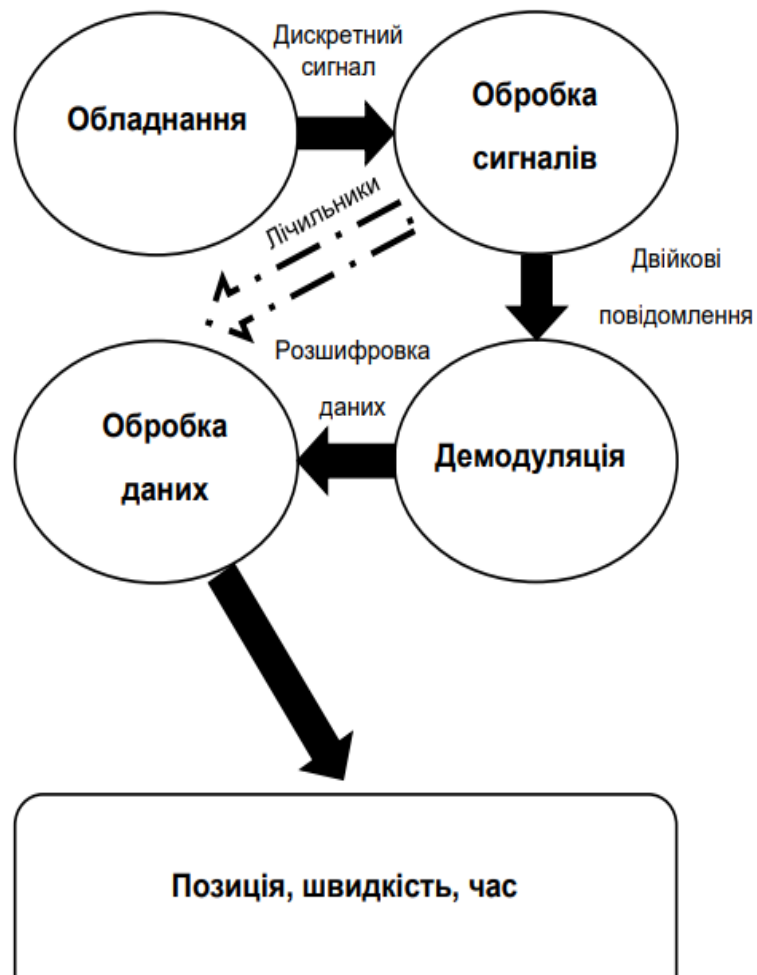 Дискретний
сигнал
Обладнання
Обробка
сигналів
Лічильники
Двійкові
повідомлення
Розшифровка
даних
Обробка
даних
Демодуляція
Позиція, швидкість, час